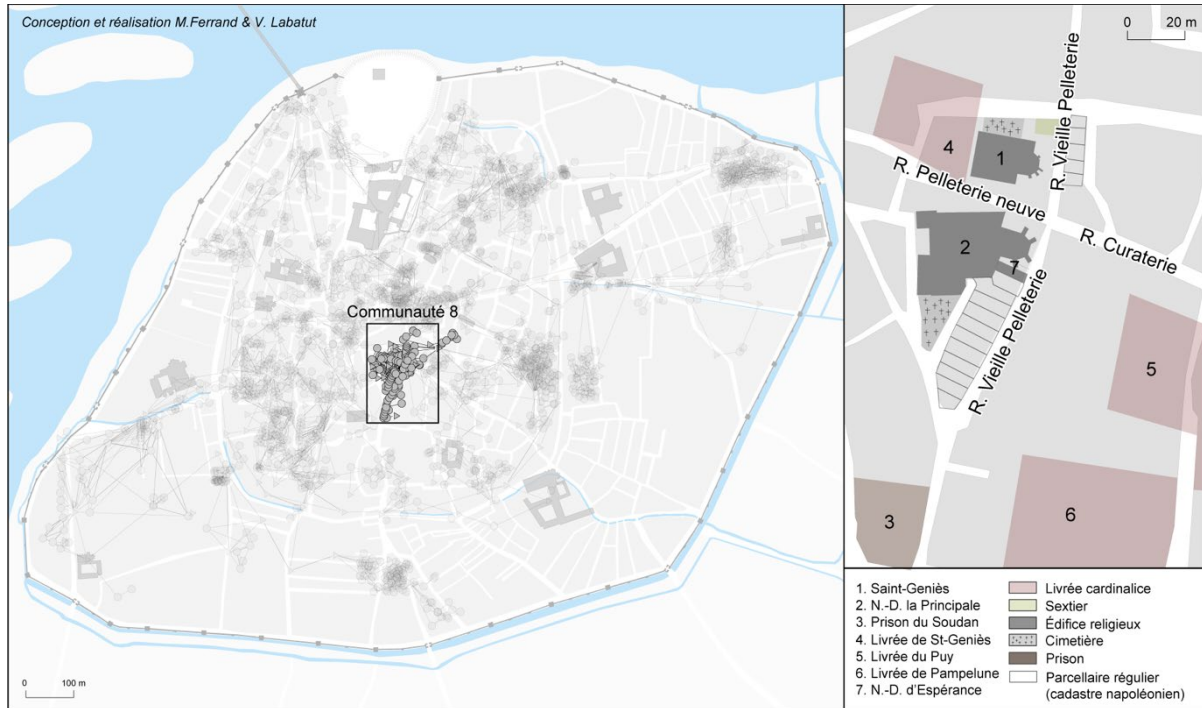 Conception et réalisation M.Ferrand & V. Labatut
Communauté 8
0 100 m
0 20 m
R. Vieille Pelleterie
4
1
R. Pelleterie neuve
R. Curaterie
2
7
R. Vieille Pelleterie
5
3
6
1. Saint-Geniès
2. N.-D. la Principale
3. Prison du Soudan
4. Livrée de St-Geniès
5. Livrée du Puy
6. Livrée de Pampelune
7. N.-D. d'Espérance
Livrée cardinalice
Sextier
Édifice religieux
Cimetière
Prison
Parcellaire régulier
(cadastre napoléonien)